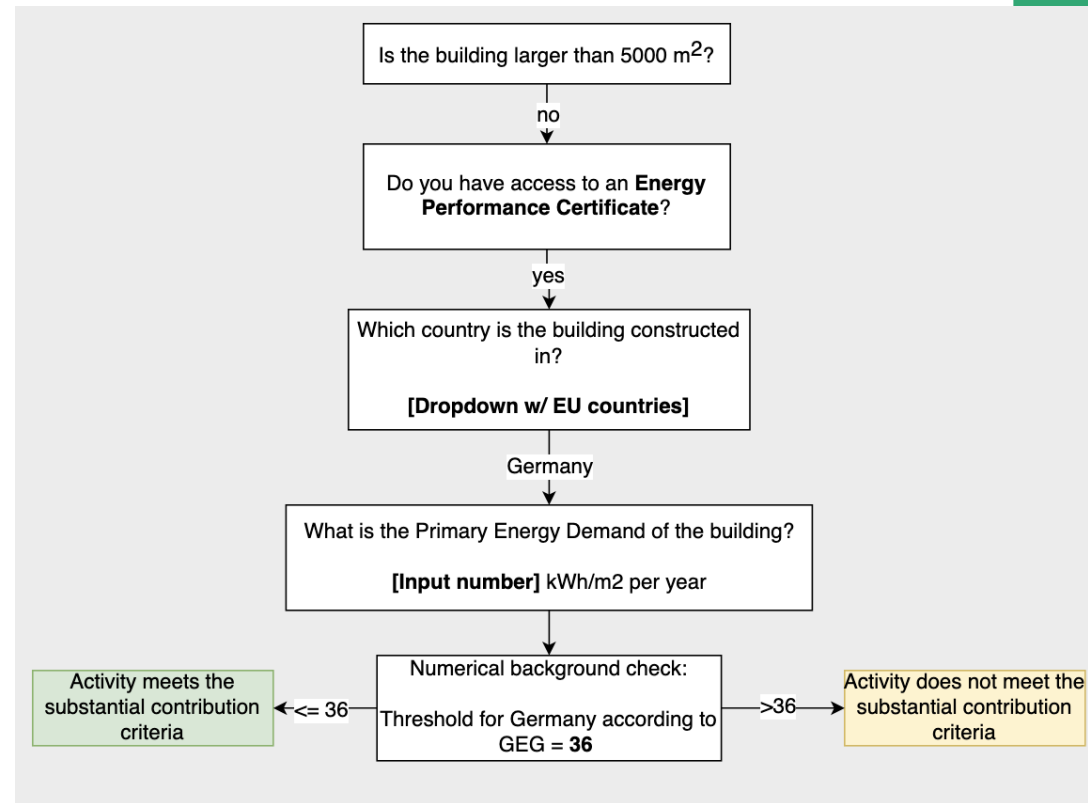 Is the building larger than 5000 m2?
no
Do you have access to an Energy
Performance Certificate?
yes
Which country is the building constructed
in?
[Dropdown w/ EU countries]
Germany
What is the Primary Energy Demand of the building?
[Input number] kWh/m2 per year
Numerical background check:
Threshold for Germany according to
GEG = 36
<= 36
Activity meets the
substantial contribution
criteria
>36
Activity does not meet the
substantial contribution
criteria